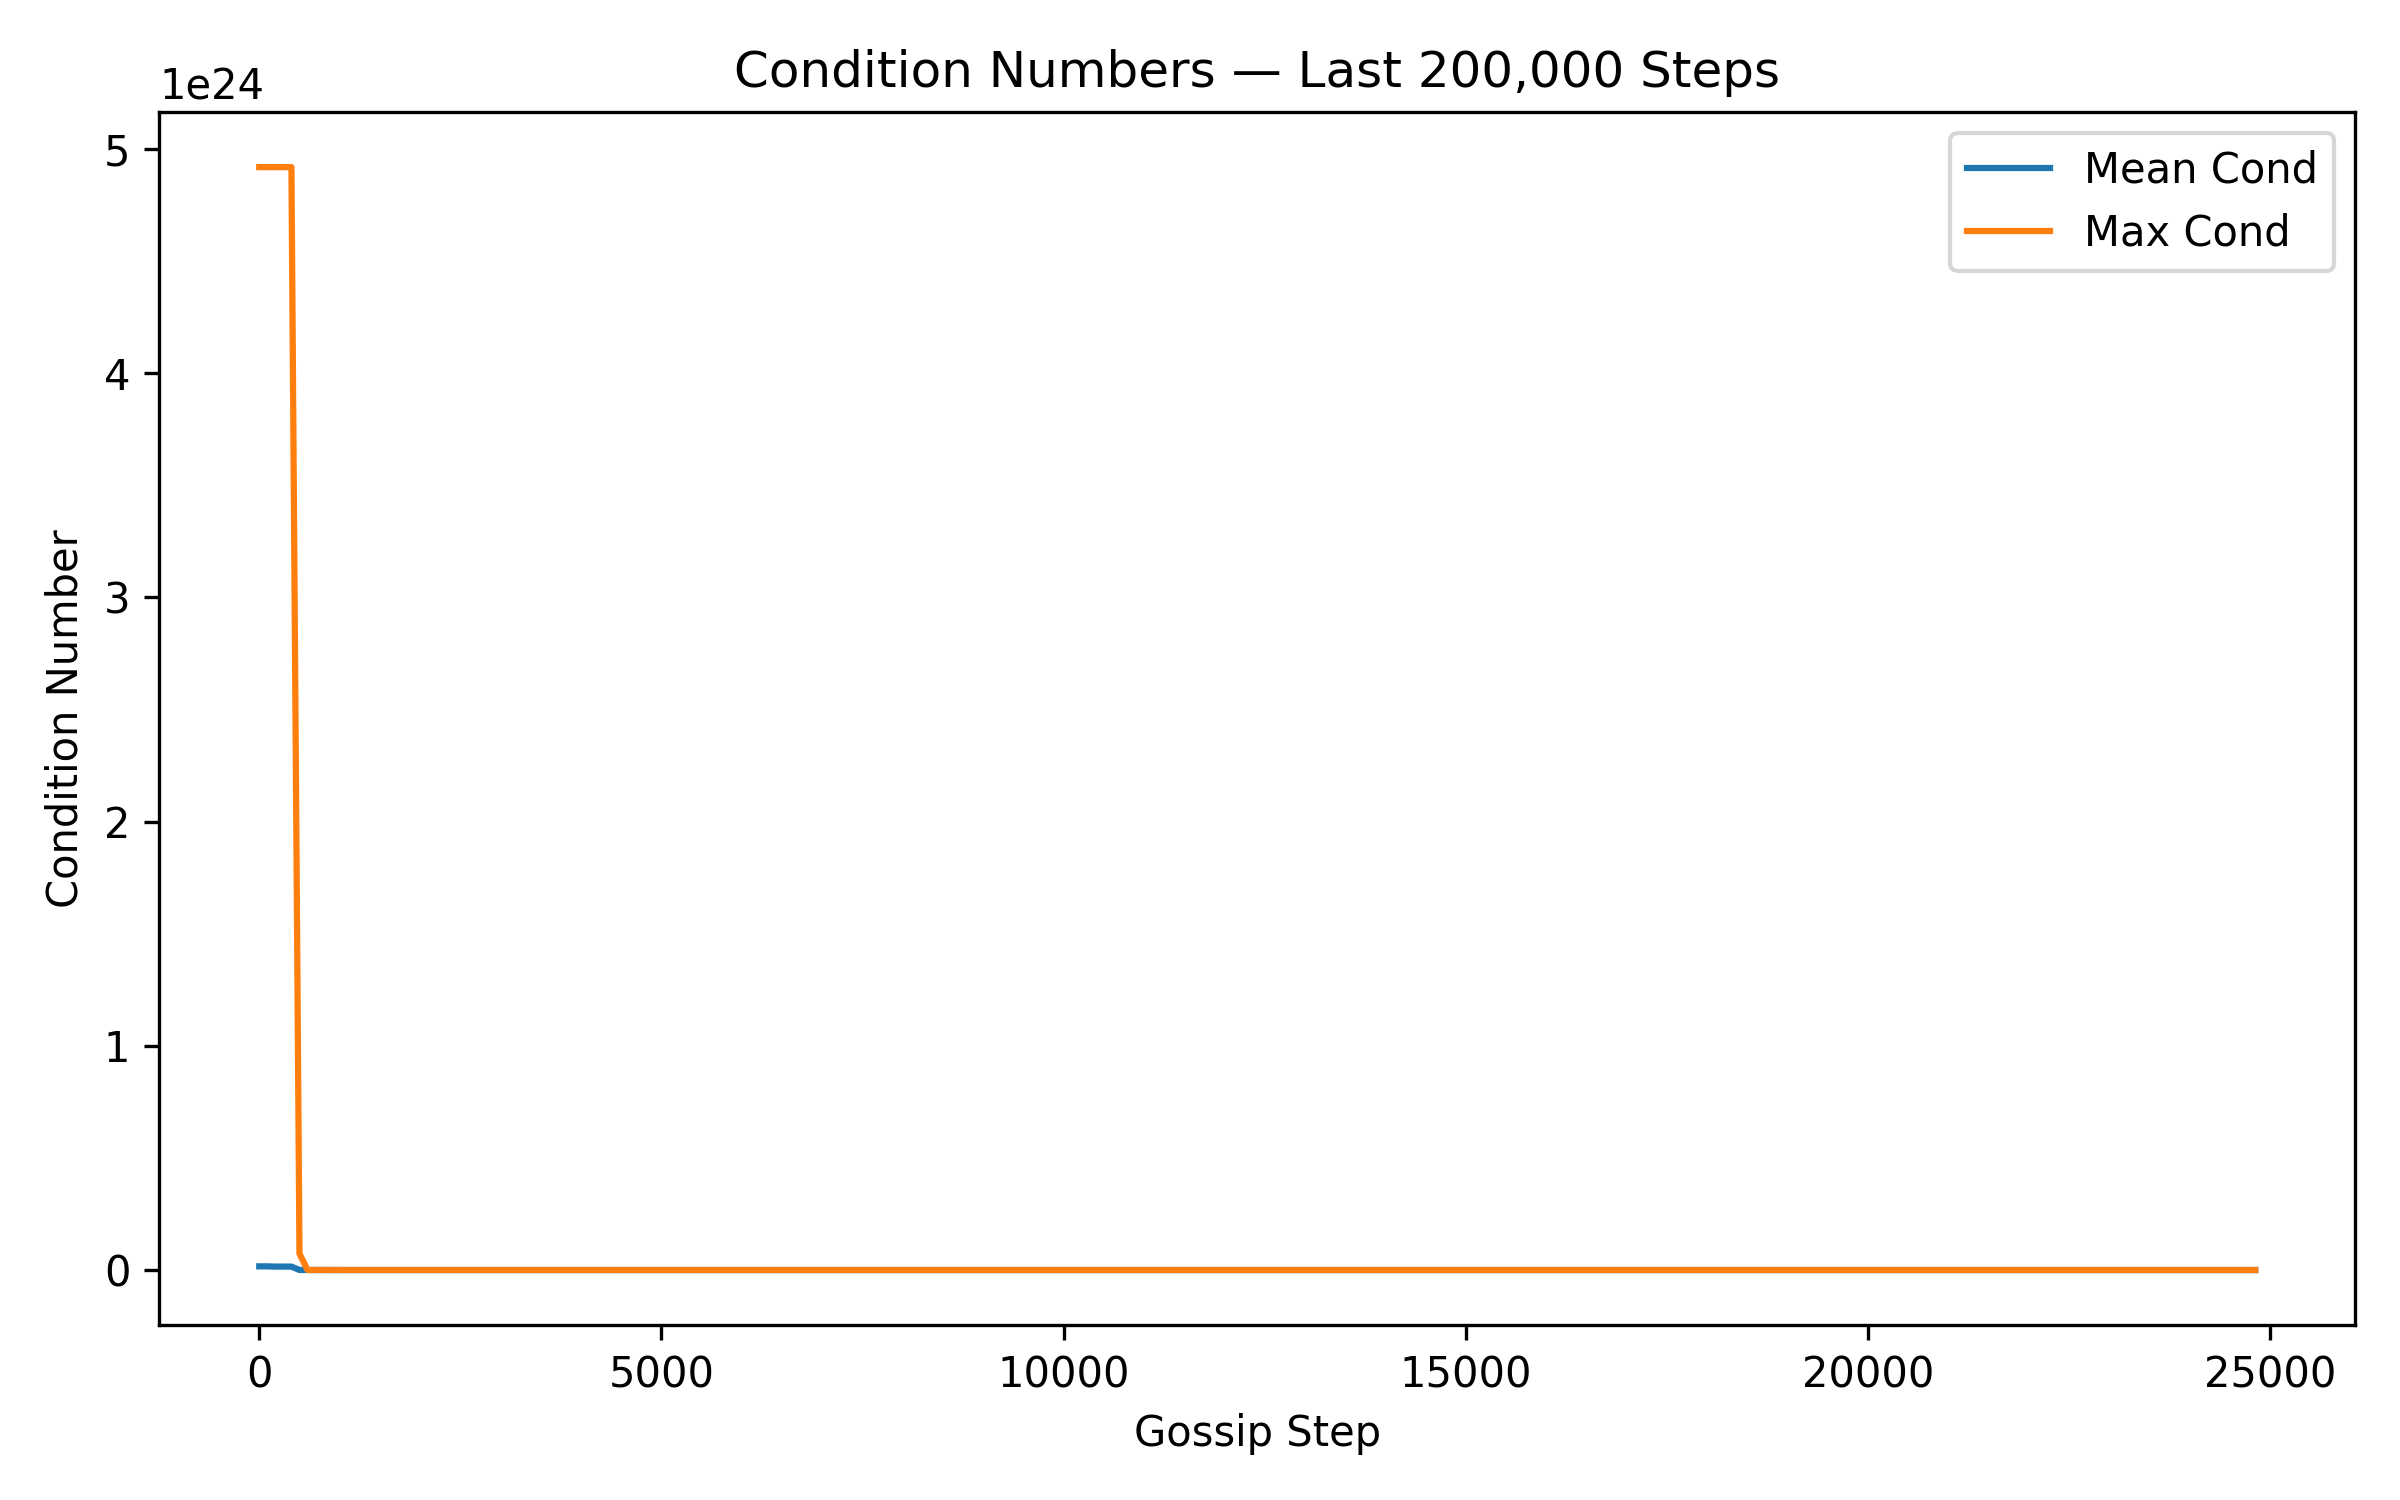 Condition Numbers — Last 200,000 Steps
1e24
5
4
3
2
1
0
Condition Number
Mean Cond
Max Cond
0 5000 10000 15000 20000 25000
Gossip Step